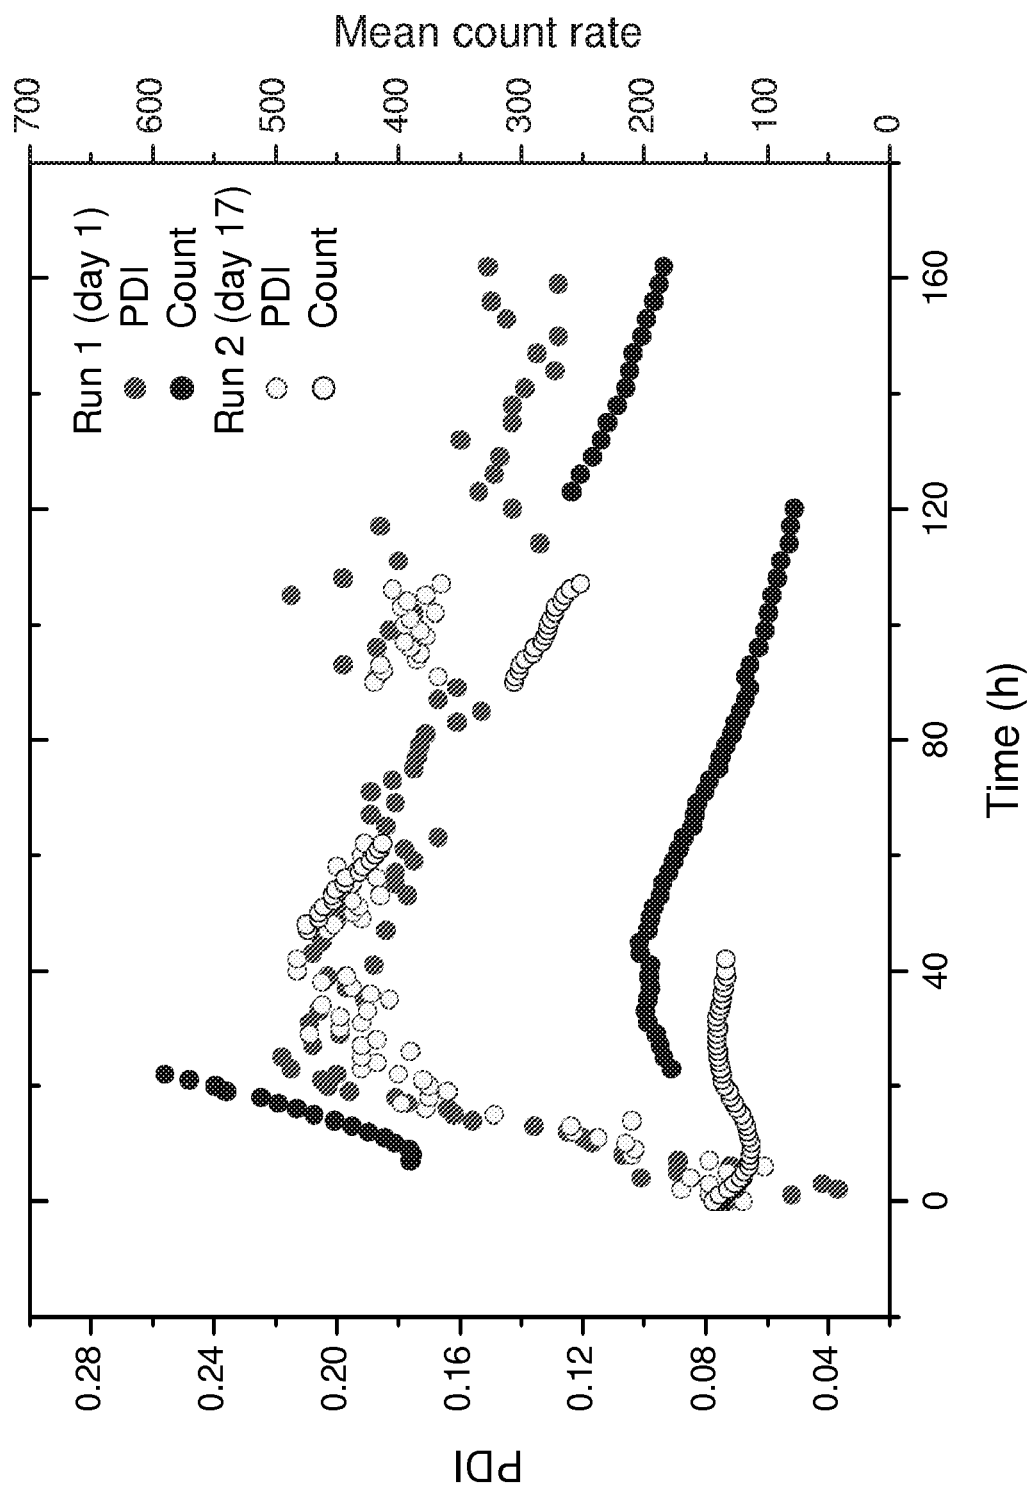 Run 1 (day 1)
PDI
Count
Run 2 (day 17)
PDI
Count
PDI
0.28
0.24
0.20
0.16
0.12
0.08
0.04
Mean count rate
700
600
500
400
300
200
100
0
0
40
80
120
160
Time (h)